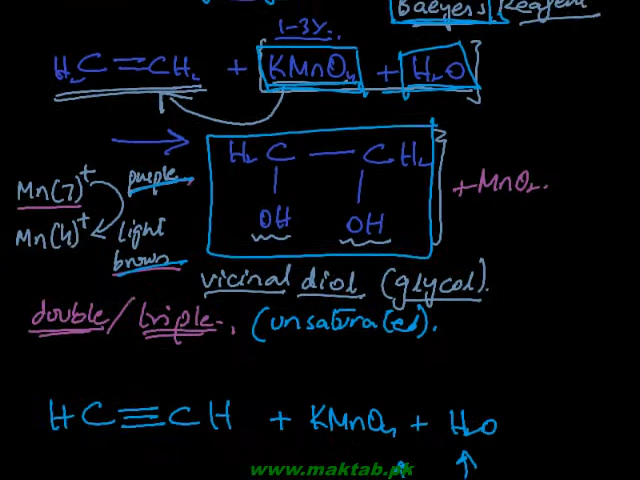 Baeyers Reagent
1-3%.
H₂C=CH₂ + KMnO₄ + H₂O
H₂C — CH₂ + MnO₂.
OH OH
Mn(7)⁺ purple
Mn(4)⁺ light brown
vicinal diol (glycol).
double/triple, (unsaturated).
HC≡CH + KMnO₄ + H₂O
www.maktab.pk